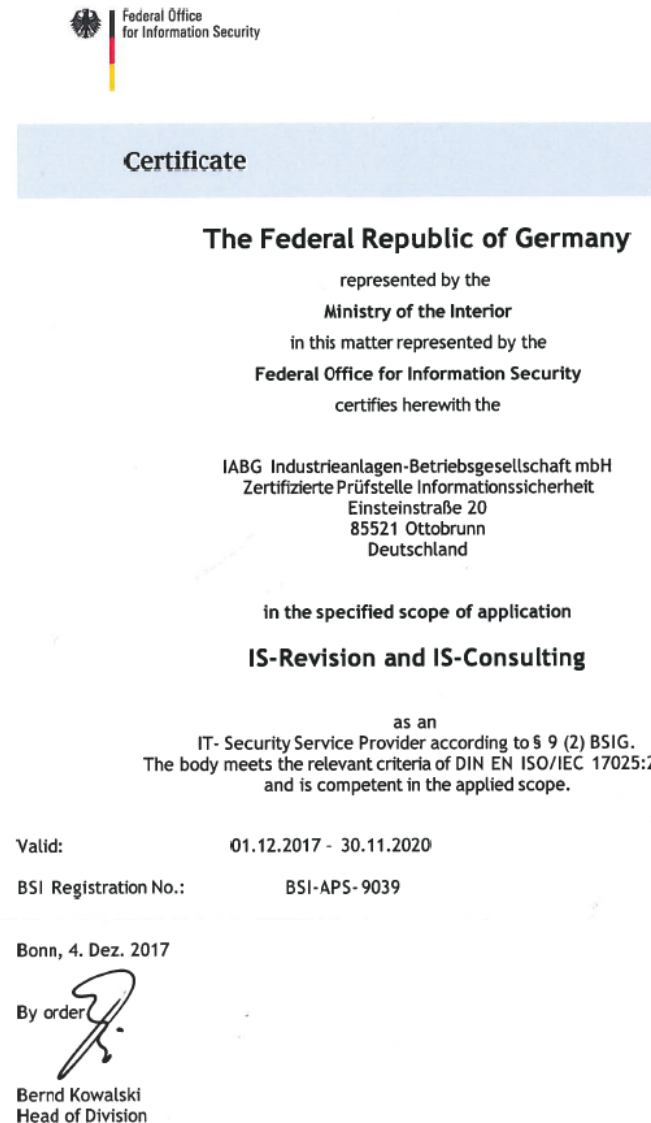 Federal Office
for Information Security
Certificate
The Federal Republic of Germany
represented by the
Ministry of the Interior
in this matter represented by the
Federal Office for Information Security
certifies herewith the
IABG Industrieanlagen-Betriebsgesellschaft mbH
Zertifizierte Prüfstelle Informationssicherheit
Einsteinstraße 20
85521 Ottobrunn
Deutschland
in the specified scope of application
IS-Revision and IS-Consulting
as an
IT- Security Service Provider according to § 9 (2) BSIG.
The body meets the relevant criteria of DIN EN ISO/IEC 17025:2
and is competent in the applied scope.
Valid: 01.12.2017 - 30.11.2020
BSI Registration No.: BSI-APS-9039
Bonn, 4. Dez. 2017
By order
Bernd Kowalski
Head of Division